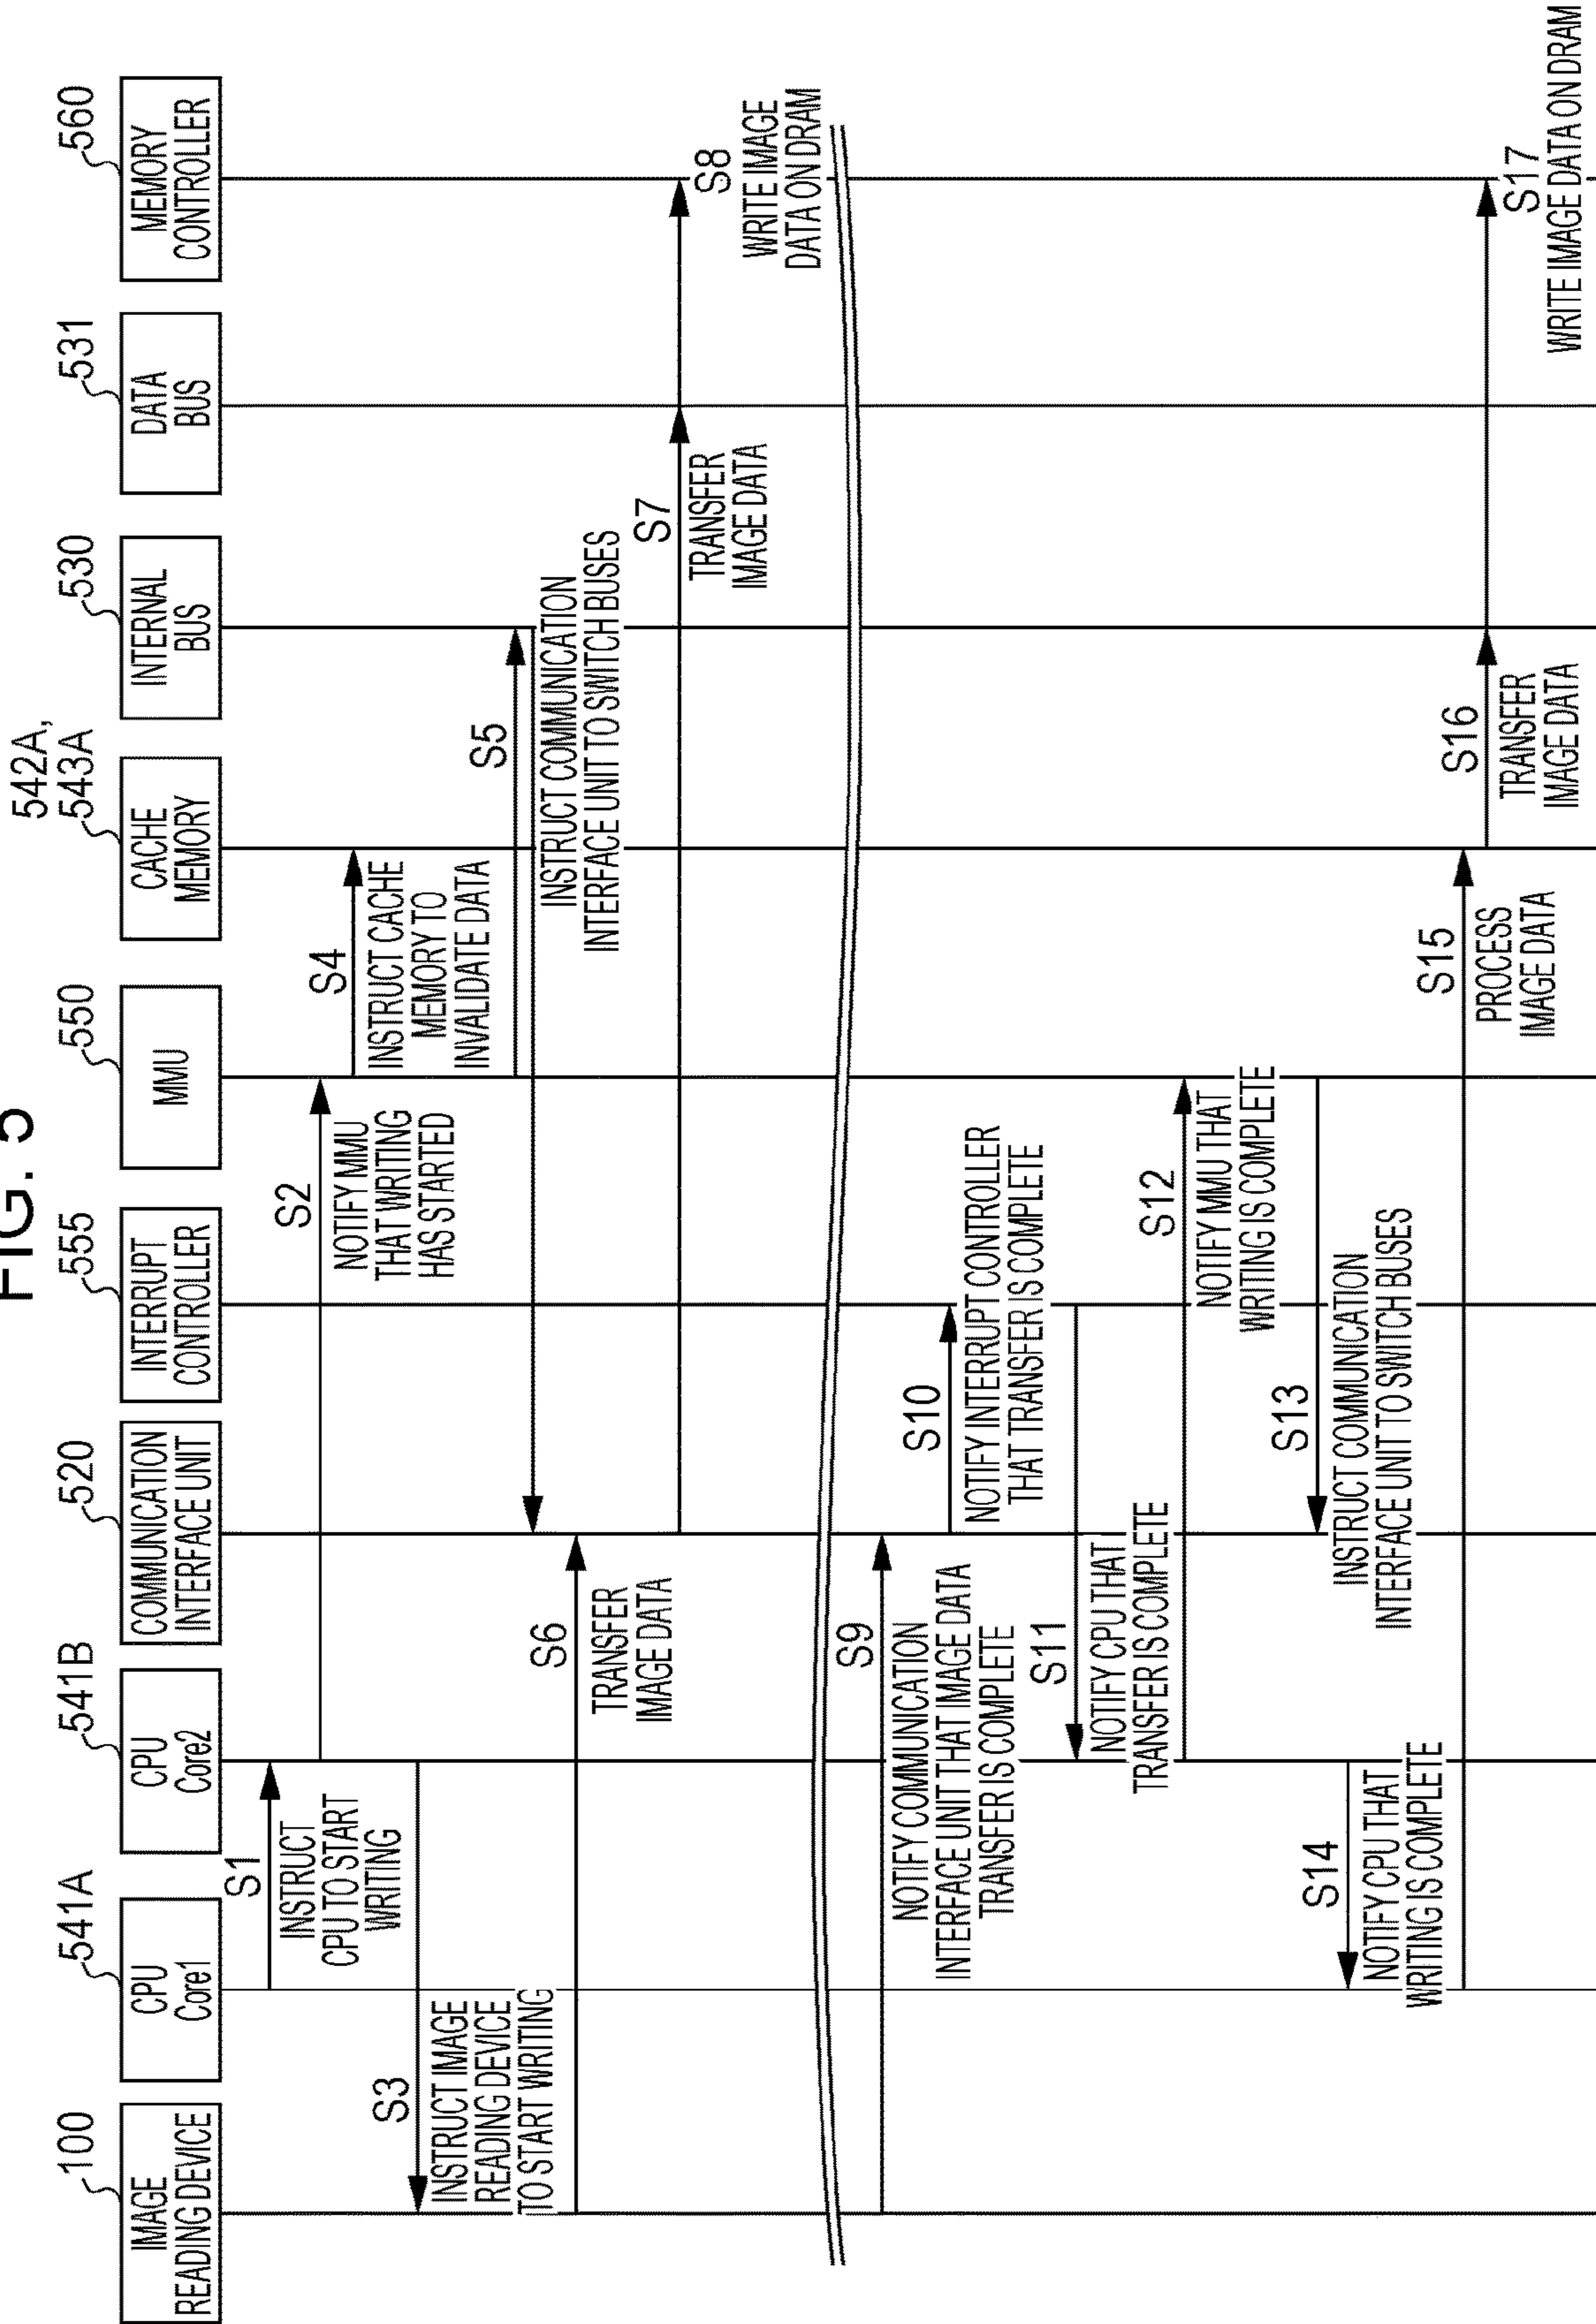 FIG. 5
100
IMAGE
READING DEVICE
541A
CPU
Core1
541B
CPU
Core2
520
COMMUNICATION
INTERFACE UNIT
555
INTERRUPT
CONTROLLER
550
MMU
542A,
543A
CACHE
MEMORY
530
INTERNAL
BUS
531
DATA
BUS
560
MEMORY
CONTROLLER
S1
INSTRUCT
CPU TO START
WRITING
S2
NOTIFY MMU
THAT WRITING
HAS STARTED
S3
INSTRUCT IMAGE
READING DEVICE
TO START WRITING
S4
INSTRUCT CACHE
MEMORY TO
INVALIDATE DATA
S5
INSTRUCT COMMUNICATION
INTERFACE UNIT TO SWITCH BUSES
S6
TRANSFER
IMAGE DATA
S7
TRANSFER
IMAGE DATA
S8
WRITE IMAGE
DATA ON DRAM
S9
NOTIFY COMMUNICATION
INTERFACE UNIT THAT IMAGE DATA
TRANSFER IS COMPLETE
S10
NOTIFY INTERRUPT CONTROLLER
THAT TRANSFER IS COMPLETE
S11
NOTIFY CPU THAT
TRANSFER IS COMPLETE
S12
NOTIFY MMU THAT
WRITING IS COMPLETE
S13
INSTRUCT COMMUNICATION
INTERFACE UNIT TO SWITCH BUSES
S14
NOTIFY CPU THAT
WRITING IS COMPLETE
S15
PROCESS
IMAGE DATA
S16
TRANSFER
IMAGE DATA
S17
WRITE IMAGE DATA ON DRAM